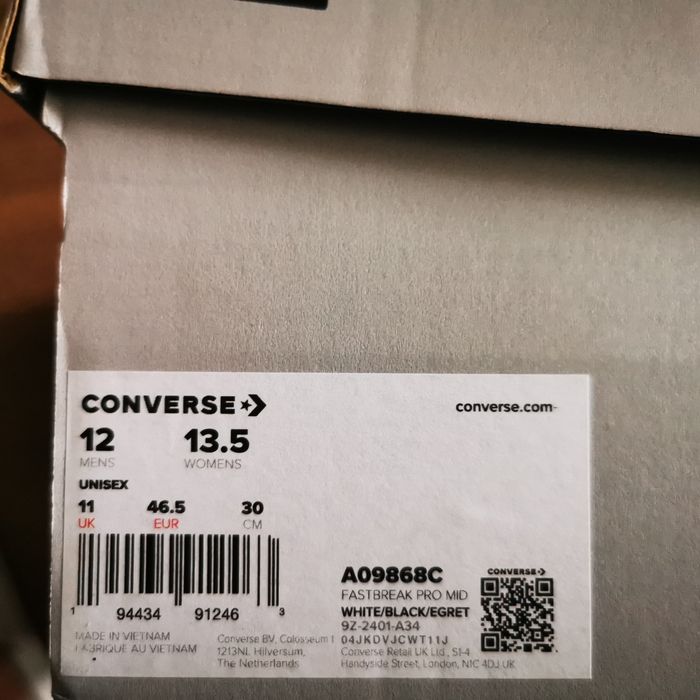 CONVERSE
converse.com
12 13.5
MENS WOMENS
UNISEX
11 46.5 30
UK EUR CM
1 94434 91246 3
MADE IN VIETNAM
FABRIQUE AU VIETNAM
Converse BV, Colosseum 1
1213NL Hilversum,
The Netherlands
A09868C
FASTBREAK PRO MID
WHITE/BLACK/EGRET
9Z-2401-A34
04JKDVJCWT11J
Converse Retail UK Ltd., S1-4
Handyside Street, London, N1C 4DJ UK
CONVERSE